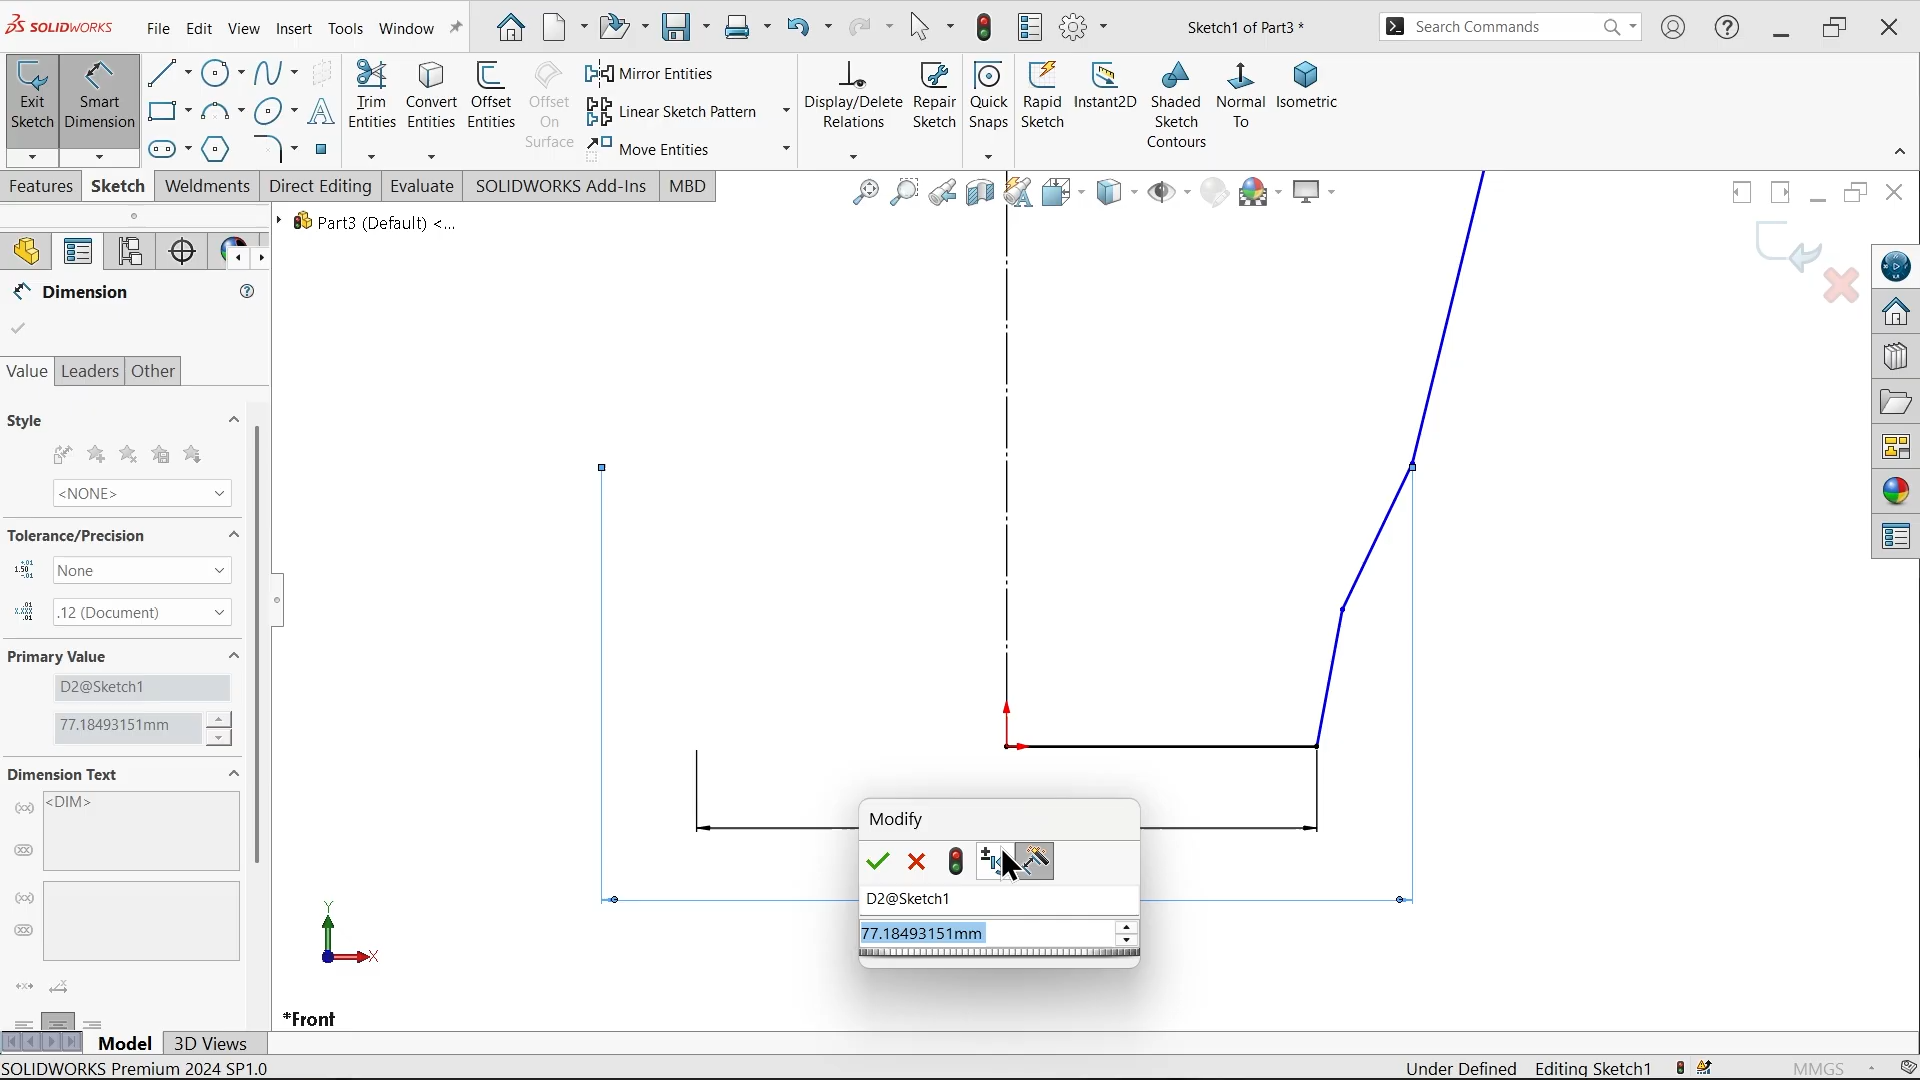 SOLIDWORKS
File
Edit
View
Insert
Tools
Window
Sketch1 of Part3 *
Search Commands
Exit
Sketch
Smart
Dimension
Trim
Entities
Convert
Entities
Offset
Entities
Offset
On
Surface
Mirror Entities
Linear Sketch Pattern
Move Entities
Display/Delete
Relations
Repair
Sketch
Quick
Snaps
Rapid
Sketch
Instant2D
Shaded
Sketch
Contours
Normal
To
Isometric
Features
Sketch
Weldments
Direct Editing
Evaluate
SOLIDWORKS Add-Ins
MBD
Part3 (Default) <...
Dimension
Value
Leaders
Other
Style
<NONE>
Tolerance/Precision
None
.12 (Document)
Primary Value
D2@Sketch1
77.18493151mm
Dimension Text
<DIM>
Modify
D2@Sketch1
77.18493151mm
Y
X
*Front
Model
3D Views
SOLIDWORKS Premium 2024 SP1.0
Under Defined
Editing Sketch1
MMGS